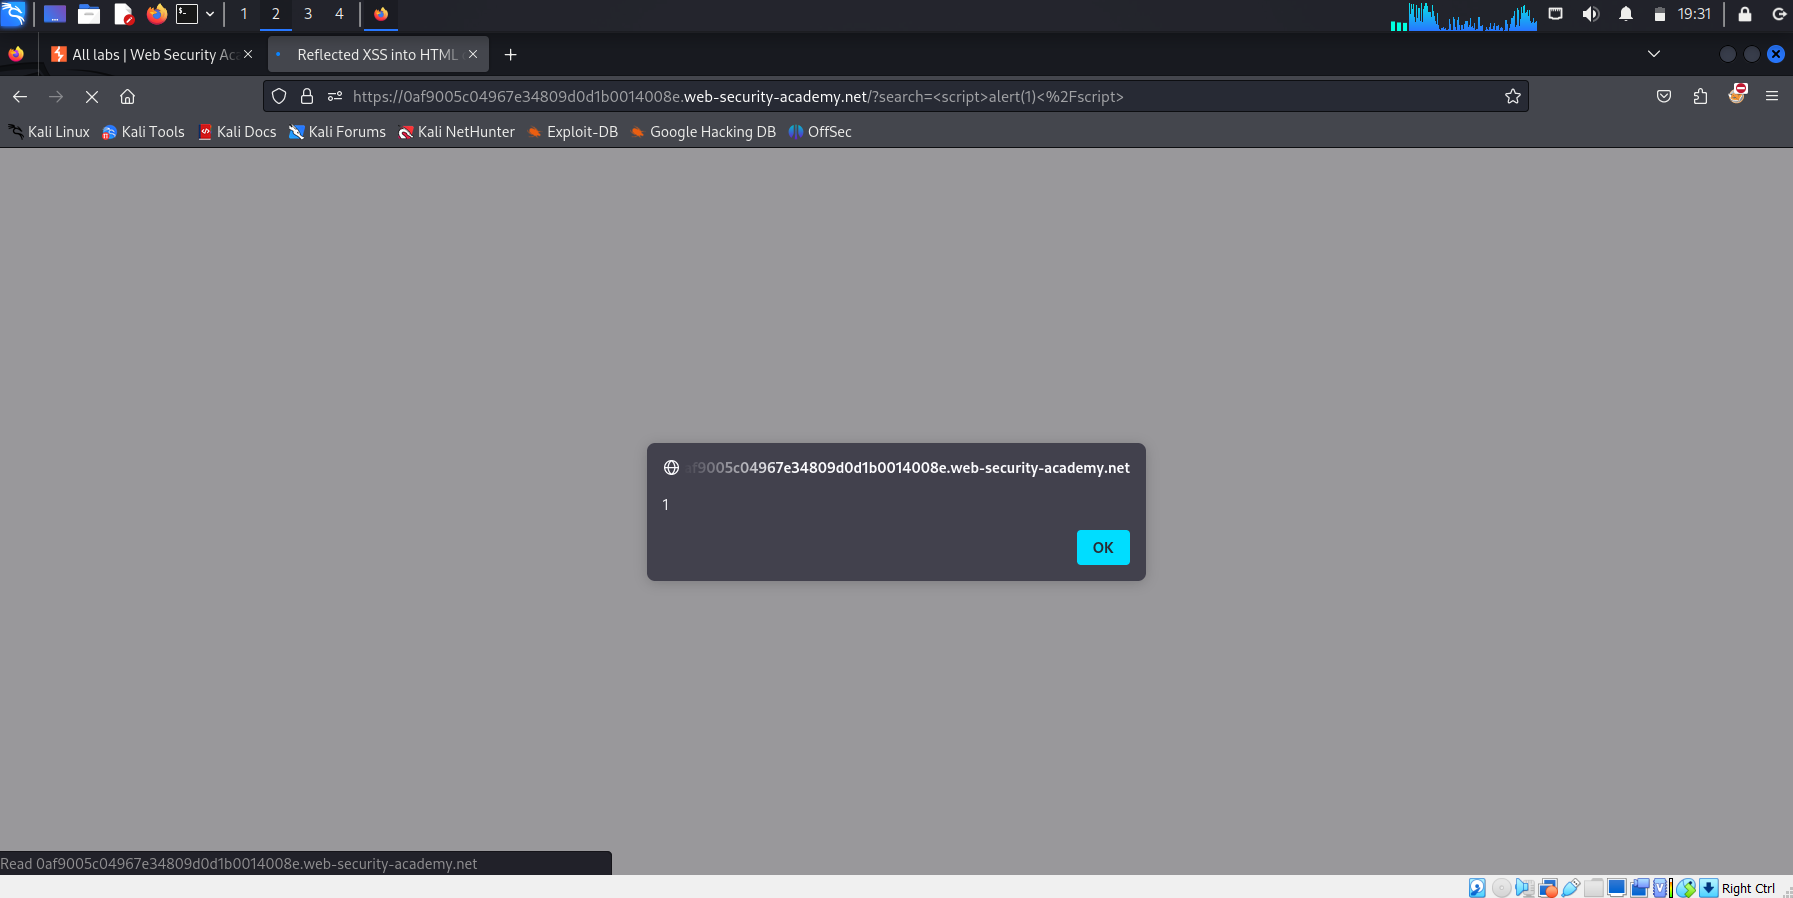 1 2 3 4 19:31
All labs | Web Security Aca Reflected XSS into HTML
https://0af9005c04967e34809d0d1b0014008e.web-security-academy.net/?search=<script>alert(1)<%2Fscript>
Kali Linux Kali Tools Kali Docs Kali Forums Kali NetHunter Exploit-DB Google Hacking DB OffSec
af9005c04967e34809d0d1b0014008e.web-security-academy.net
1
OK
Read 0af9005c04967e34809d0d1b0014008e.web-security-academy.net
Right Ctrl